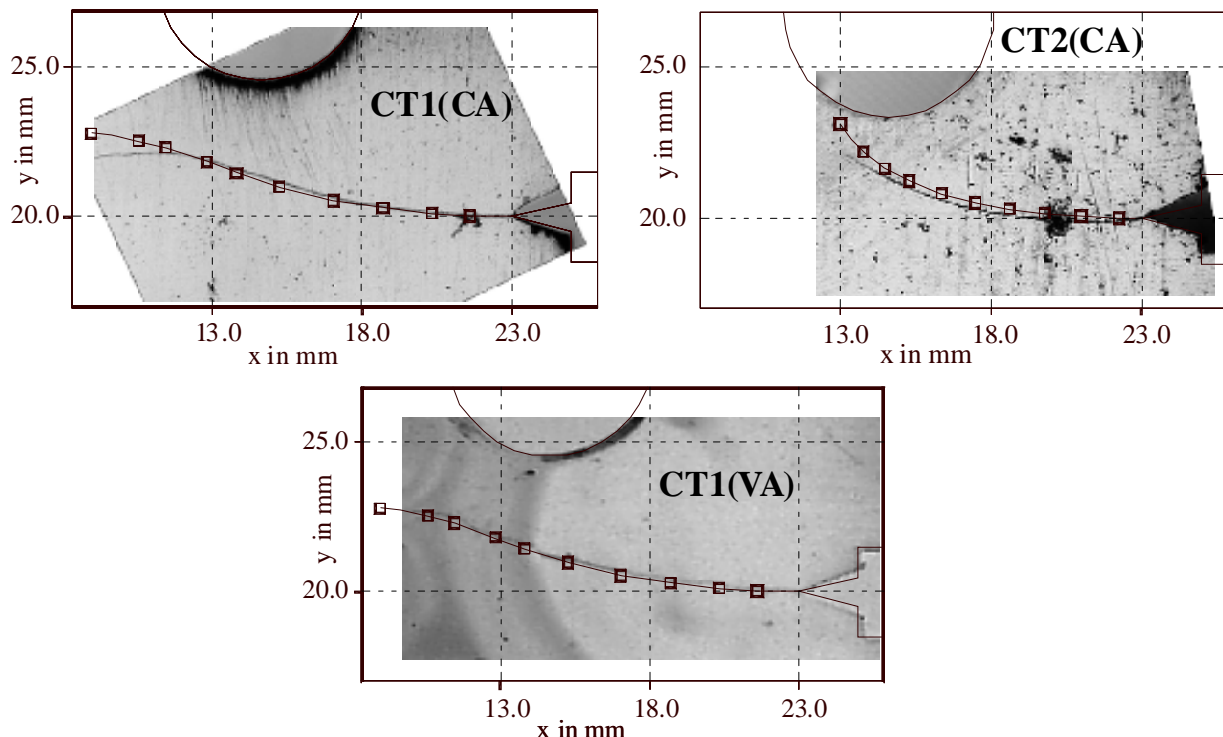 CT1(CA)
25.0
20.0
y in mm
13.0 18.0 23.0
x in mm
CT2(CA)
25.0
20.0
y in mm
13.0 18.0 23.0
x in mm
CT1(VA)
25.0
20.0
y in mm
13.0 18.0 23.0
x in mm